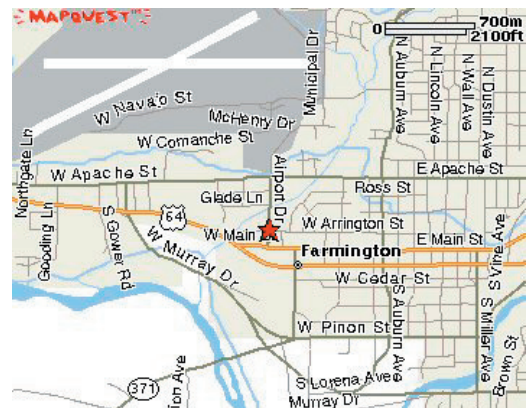 MAPQUEST
0 700m
2100ft
Municipal Dr
N Auburn Ave
N Lincoln Ave
N Wall Ave
N Dustin Ave
W Navajo St
McHenry Dr
W Comanche St
Northgate Ln
W Apache St
E Apache St
Airport Dr
Glade Ln
Ross St
64
W Arrington St
W Main
E Main St
Gooding Ln
S Gower Rd
W Murray Dr
Farmington
W Cedar St
S Vine Ave
W Pinon St
S Auburn Ave
S Miller Ave
Brown St
371
ion Ave
S Lorena Ave
Murray Dr